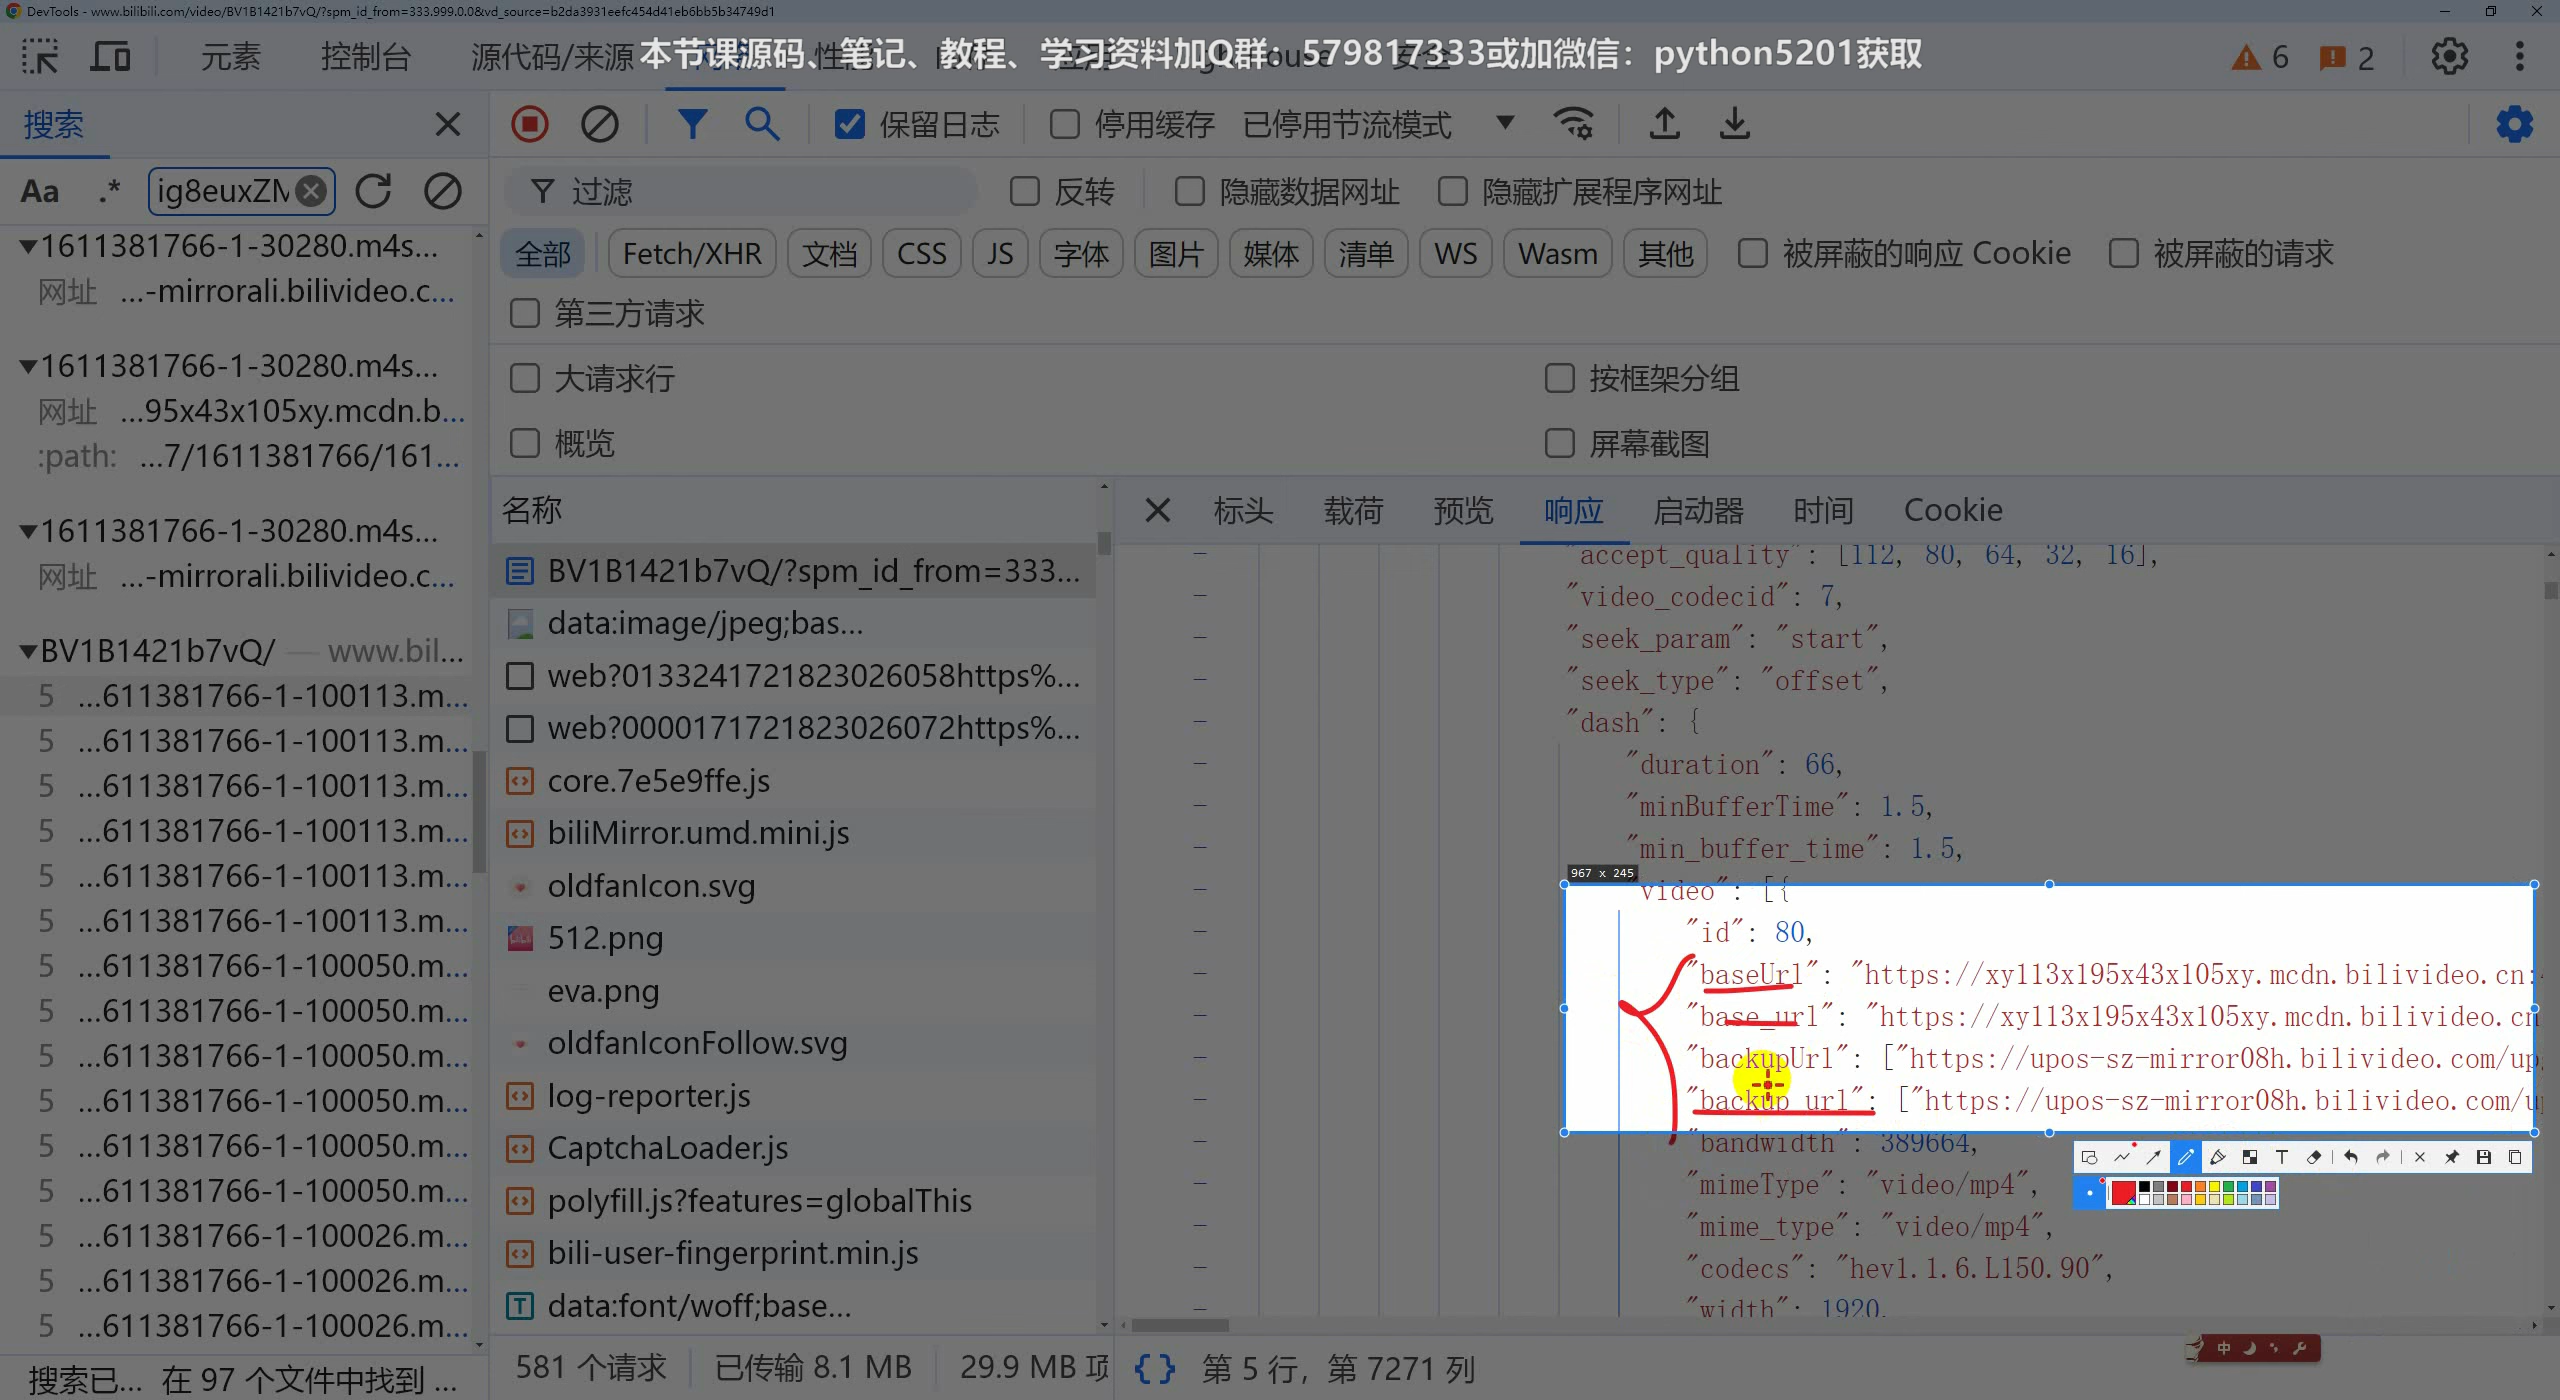 DevTools - www.bilibili.com/video/BV1B1421b7vQ/?spm_id_from=333.999.0.0&vd_source=b2da3931eefc454d41eb6bb5b34749d1
元素 控制台 源代码/来源
本节课源码、笔记、教程、学习资料加Q群：579817333或加微信：python5201获取
6 2
搜索
保留日志 停用缓存 已停用节流模式
Aa .* ig8euxZM
过滤 反转 隐藏数据网址 隐藏扩展程序网址
全部 Fetch/XHR 文档 CSS JS 字体 图片 媒体 清单 WS Wasm 其他 被屏蔽的响应 Cookie 被屏蔽的请求
第三方请求
大请求行 按框架分组
概览 屏幕截图
1611381766-1-30280.m4s...
网址 ...-mirrorali.bilivideo.c...
1611381766-1-30280.m4s...
网址 ...95x43x105xy.mcdn.b...
:path: ...7/1611381766/161...
1611381766-1-30280.m4s...
网址 ...-mirrorali.bilivideo.c...
BV1B1421b7vQ/ — www.bil...
5 ...611381766-1-100113.m...
5 ...611381766-1-100113.m...
5 ...611381766-1-100113.m...
5 ...611381766-1-100113.m...
5 ...611381766-1-100113.m...
5 ...611381766-1-100113.m...
5 ...611381766-1-100050.m...
5 ...611381766-1-100050.m...
5 ...611381766-1-100050.m...
5 ...611381766-1-100050.m...
5 ...611381766-1-100050.m...
5 ...611381766-1-100050.m...
5 ...611381766-1-100026.m...
5 ...611381766-1-100026.m...
5 ...611381766-1-100026.m...
搜索已... 在 97 个文件中找到 ...
名称
BV1B1421b7vQ/?spm_id_from=333...
data:image/jpeg;bas...
web?0133241721823026058https%...
web?0000171721823026072https%...
core.7e5e9ffe.js
biliMirror.umd.mini.js
oldfanIcon.svg
512.png
eva.png
oldfanIconFollow.svg
log-reporter.js
CaptchaLoader.js
polyfill.js?features=globalThis
bili-user-fingerprint.min.js
data:font/woff;base...
581 个请求 已传输 8.1 MB 29.9 MB
标头 载荷 预览 响应 启动器 时间 Cookie
"accept_quality": [112, 80, 64, 32, 16],
"video_codecid": 7,
"seek_param": "start",
"seek_type": "offset",
"dash": {
"duration": 66,
"minBufferTime": 1.5,
"min_buffer_time": 1.5,
967 x 245
"video": [{
"id": 80,
"baseUrl": "https://xy113x195x43x105xy.mcdn.bilivideo.cn:
"base_url": "https://xy113x195x43x105xy.mcdn.bilivideo.cn
"backupUrl": ["https://upos-sz-mirror08h.bilivideo.com/up
"backup_url": ["https://upos-sz-mirror08h.bilivideo.com/u
"bandwidth": 389664,
"mimeType": "video/mp4",
"mime_type": "video/mp4",
"codecs": "hev1.1.6.L150.90",
"width": 1920,
中
{} 第 5 行，第 7271 列